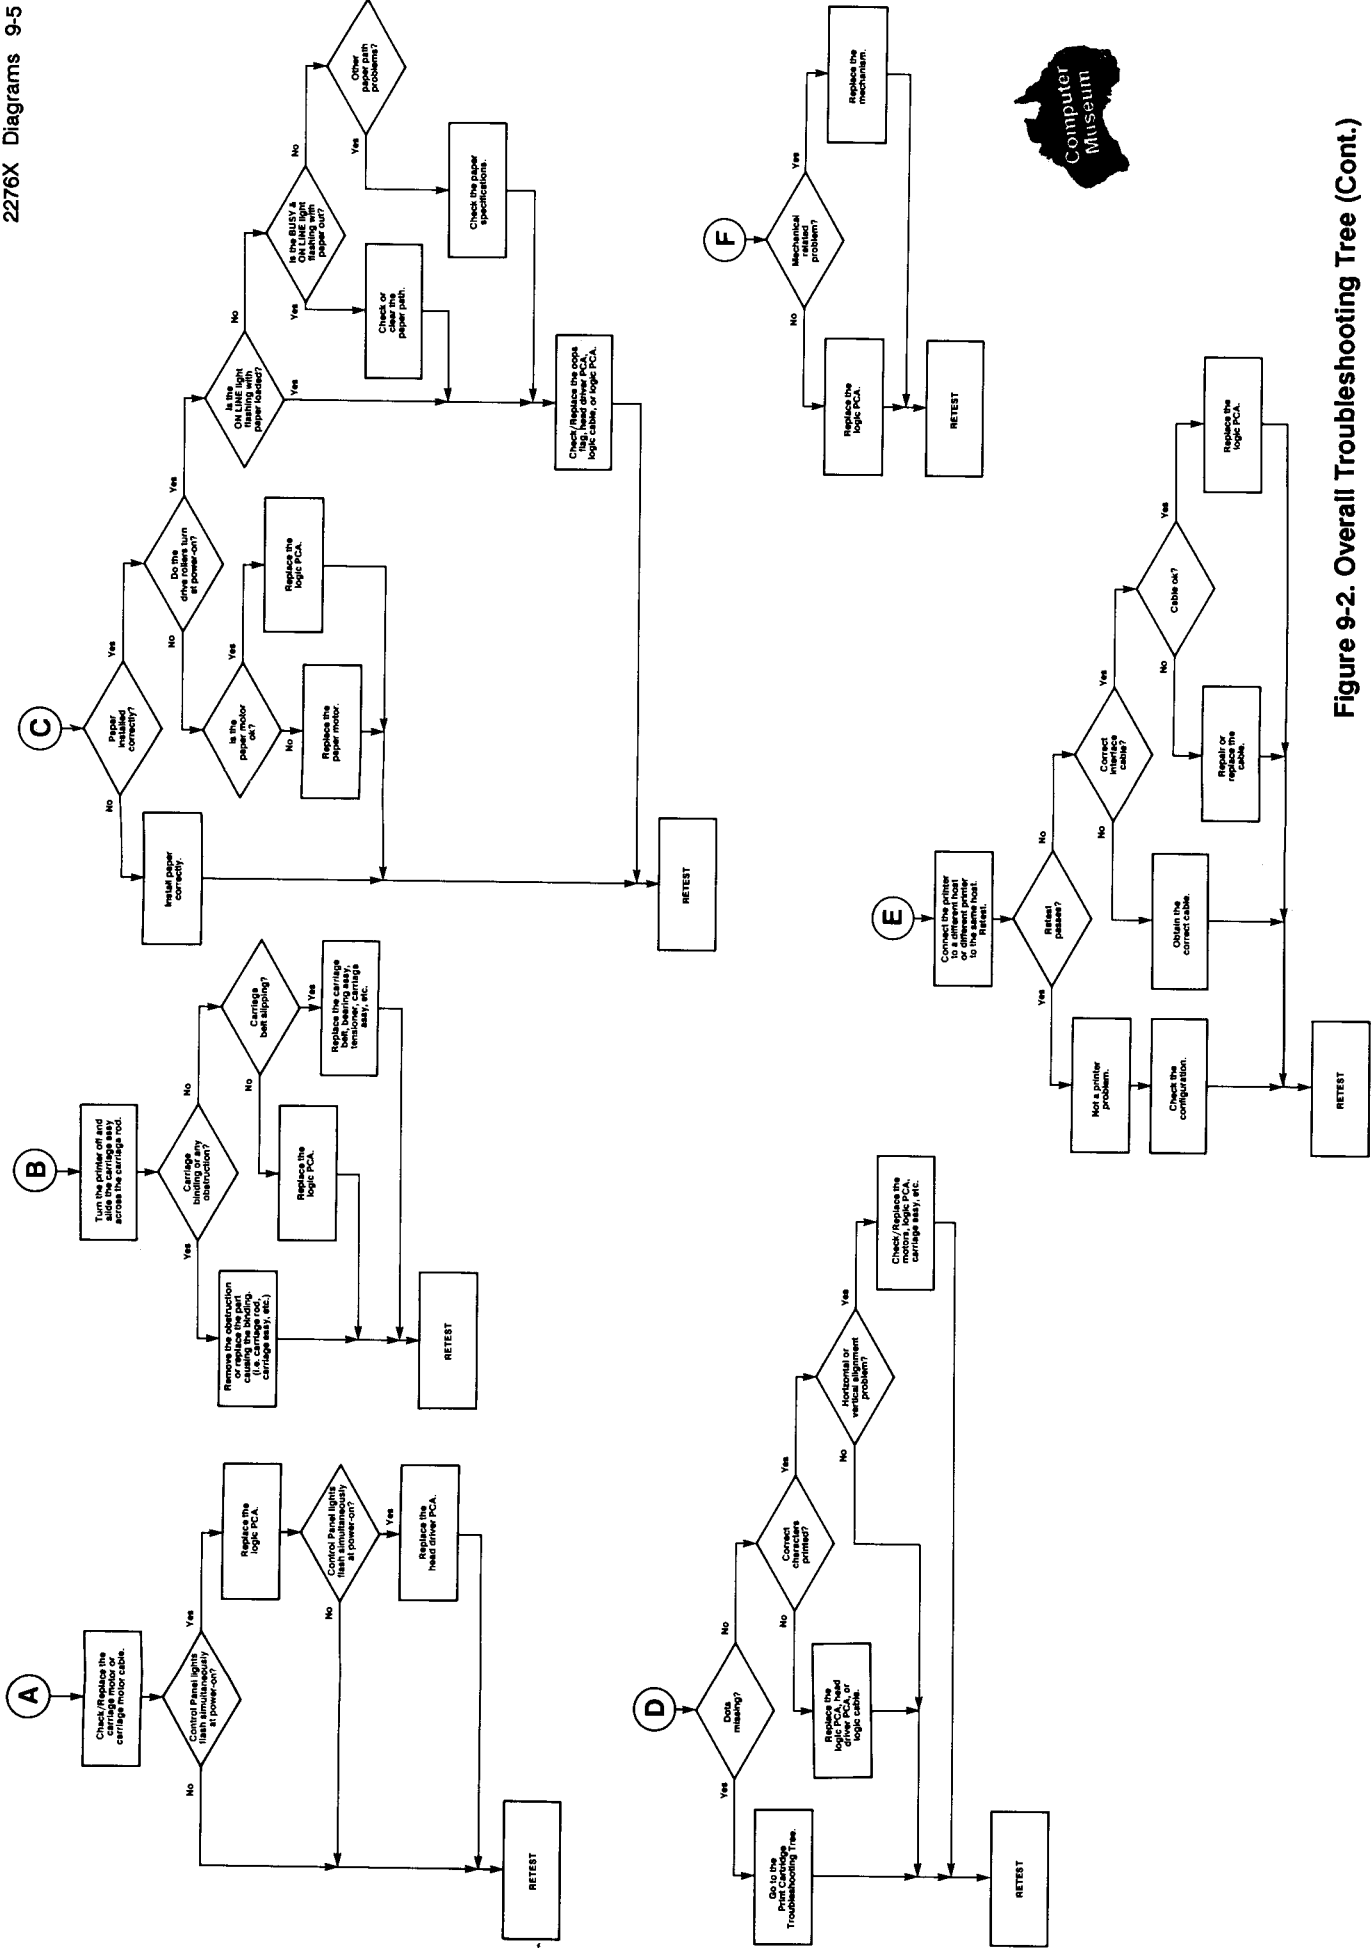 2276X Diagrams 9-5
A
Check/Replace the
carriage motor or
carriage motor cable.
Control Panel lights
flash simultaneously
at power-on?
No
Yes
Replace the
logic PCA.
Control Panel lights
flash simultaneously
at power-on?
No
Yes
Replace the
head driver PCA.
RETEST
B
Turn the printer off and
slide the carriage assy
across the carriage rod.
Carriage
binding or any
obstruction?
Yes
No
Remove the obstruction
or replace the part
causing the binding.
(i.e. carriage rod,
carriage assy, etc.)
Carriage
belt slipping?
No
Yes
Replace the
logic PCA.
Replace the carriage
belt, bearing assy,
tensioner, carriage
assy, etc.
RETEST
C
Paper
installed
correctly?
No
Yes
Install paper
correctly.
Do the
drive rollers turn
at power-on?
No
Yes
Is the
paper motor
ok?
No
Yes
Replace the
paper motor.
Replace the
logic PCA.
Is the
ON LINE light
flashing with
paper loaded?
No
Yes
Is the BUSY &
ON LINE light
flashing with
paper out?
Yes
No
Check or
clear the
paper path.
Other
paper path
problems?
Yes
Check the paper
specifications.
Check/Replace the oops
flag, head driver PCA,
logic cable, or logic PCA.
RETEST
D
Dots
missing?
Yes
No
Go to the
Print Cartridge
Troubleshooting Tree.
Correct
characters
printed?
No
Yes
Replace the
logic PCA, head
driver PCA, or
logic cable.
Horizontal or
vertical alignment
problem?
No
Yes
Check/Replace the
motors, logic PCA,
carriage assy, etc.
RETEST
E
Connect the printer
to a different host
or different printer
to the same host.
Retest.
Retest
passes?
Yes
No
Not a printer
problem.
Check the
configuration.
Correct
interface
cable?
No
Yes
Obtain the
correct cable.
Cable ok?
No
Yes
Repair or
replace the
cable.
Replace the
logic PCA.
RETEST
F
Mechanical
related
problem?
No
Yes
Replace the
logic PCA.
Replace the
mechanism.
RETEST
Computer
Museum
Figure 9-2. Overall Troubleshooting Tree (Cont.)